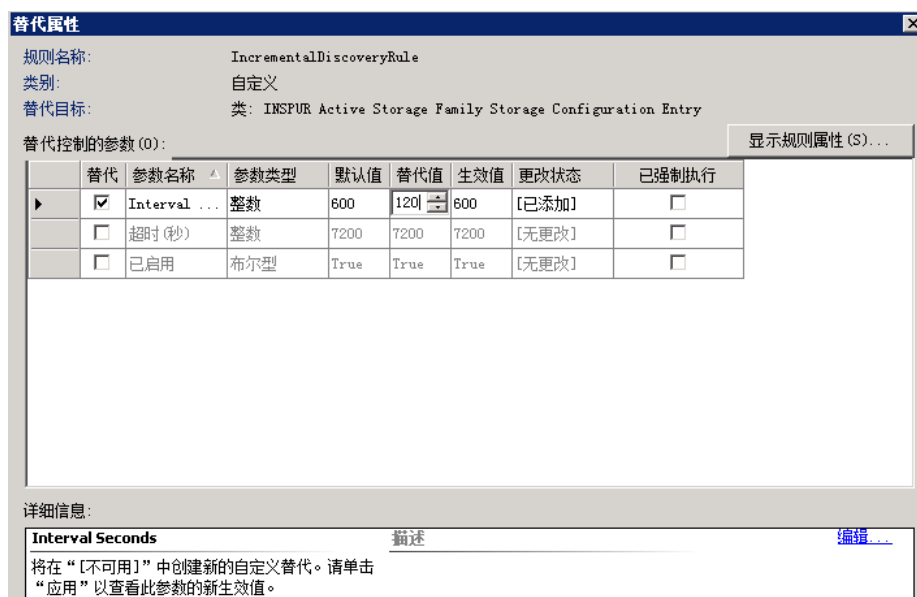 替代属性
规则名称: IncrementalDiscoveryRule
类别: 自定义
替代目标: 类: INSPUR Active Storage Family Storage Configuration Entry
替代控制的参数(O): 显示规则属性(S)...
替代 参数名称 参数类型 默认值 替代值 生效值 更改状态 已强制执行
Interval ... 整数 600 120 600 [已添加]
超时(秒) 整数 7200 7200 7200 [无更改]
已启用 布尔型 True True True [无更改]
详细信息:
Interval Seconds 描述 编辑...
将在“[不可用]”中创建新的自定义替代。请单击
“应用”以查看此参数的新生效值。